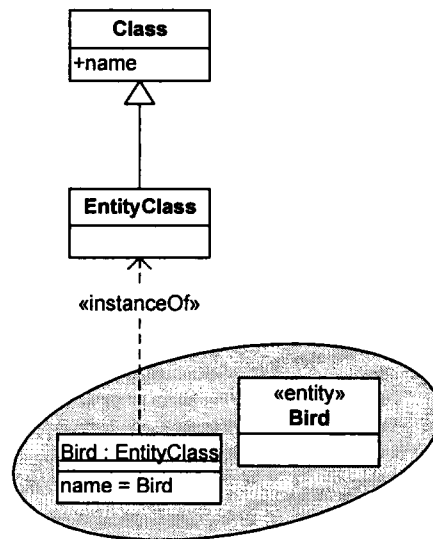 Class
+name
EntityClass
«instanceOf»
«entity»
Bird
Bird : EntityClass
name = Bird